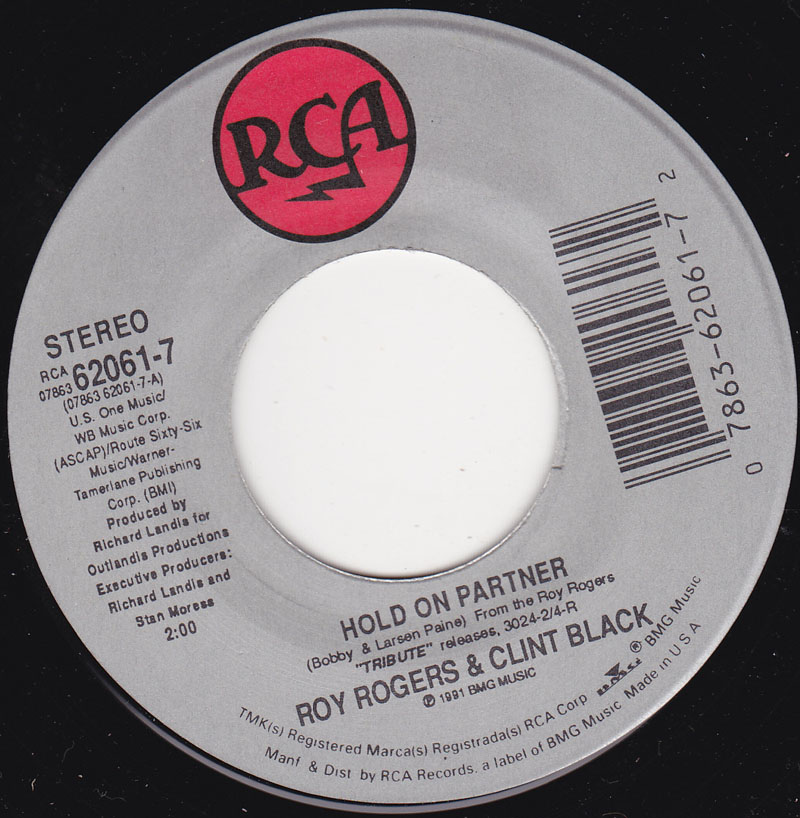 RCA
STEREO
RCA
07863 62061-7
(07863 62061-7-A)
U.S. One Music/
WB Music Corp.
(ASCAP)/Route Sixty-Six
Music/Warner-
Tamerlane Publishing
Corp. (BMI)
Produced by
Richard Landis for
Outlandis Productions
Executive Producers:
Richard Landis and
Stan Moress
2:00
0 7863-62061-7 2
HOLD ON PARTNER
(Bobby & Larsen Paine) From the Roy Rogers
"TRIBUTE" releases, 3024-2/4-R
ROY ROGERS & CLINT BLACK
℗ 1991 BMG MUSIC
TMK(s) Registered Marca(s) Registrada(s) RCA Corp BMG ® BMG Music
Manf & Dist by RCA Records, a label of BMG Music Made in U S A